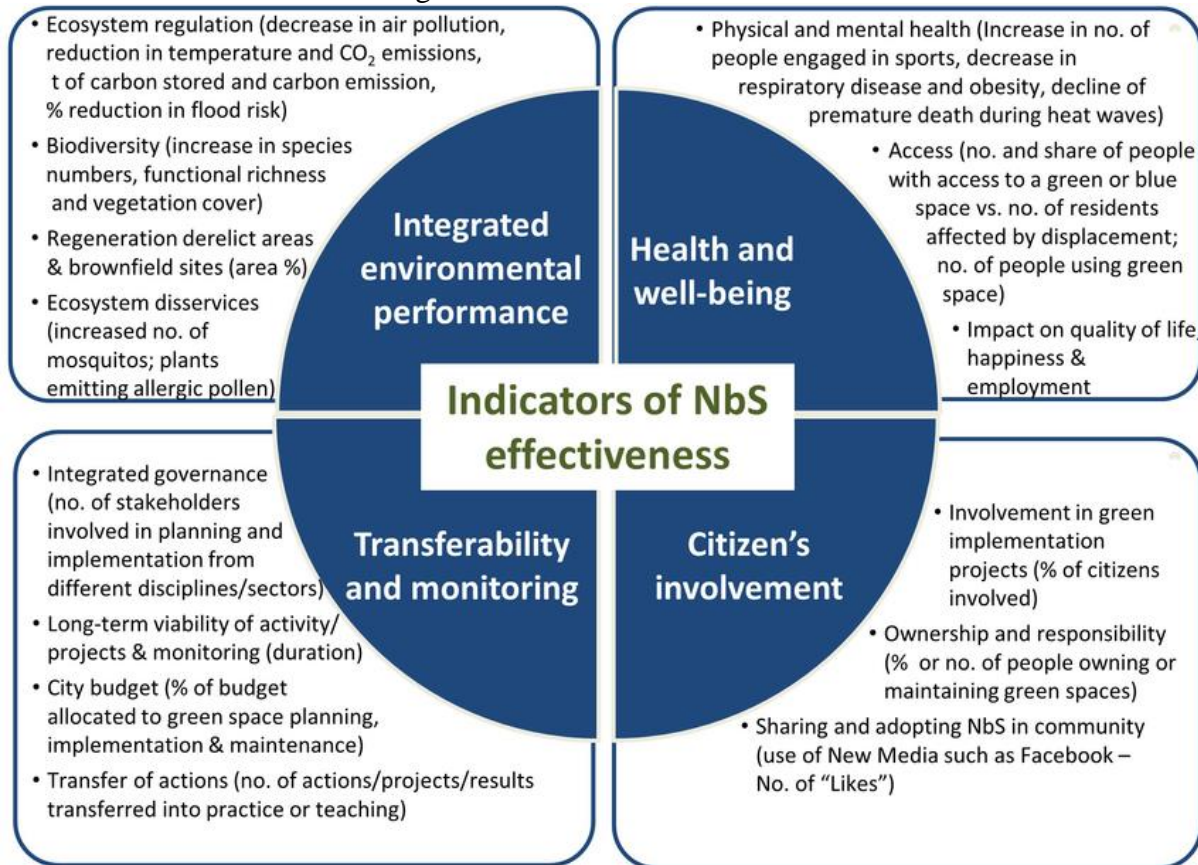 • Ecosystem regulation (decrease in air pollution,
reduction in temperature and CO₂ emissions,
t of carbon stored and carbon emission,
% reduction in flood risk)
• Biodiversity (increase in species
numbers, functional richness
and vegetation cover)
• Regeneration derelict areas
& brownfield sites (area %)
• Ecosystem disservices
(increased no. of
mosquitos; plants
emitting allergic pollen)
Integrated
environmental
performance
• Physical and mental health (Increase in no. of
people engaged in sports, decrease in
respiratory disease and obesity, decline of
premature death during heat waves)
• Access (no. and share of people
with access to a green or blue
space vs. no. of residents
affected by displacement;
no. of people using green
space)
• Impact on quality of life,
happiness &
employment
Health and
well-being
Indicators of NbS
effectiveness
• Integrated governance
(no. of stakeholders
involved in planning and
implementation from
different disciplines/sectors)
• Long-term viability of activity/
projects & monitoring (duration)
• City budget (% of budget
allocated to green space planning,
implementation & maintenance)
• Transfer of actions (no. of actions/projects/results
transferred into practice or teaching)
Transferability
and monitoring
Citizen's
involvement
• Involvement in green
implementation
projects (% of citizens
involved)
• Ownership and responsibility
(% or no. of people owning or
maintaining green spaces)
• Sharing and adopting NbS in community
(use of New Media such as Facebook –
No. of "Likes")